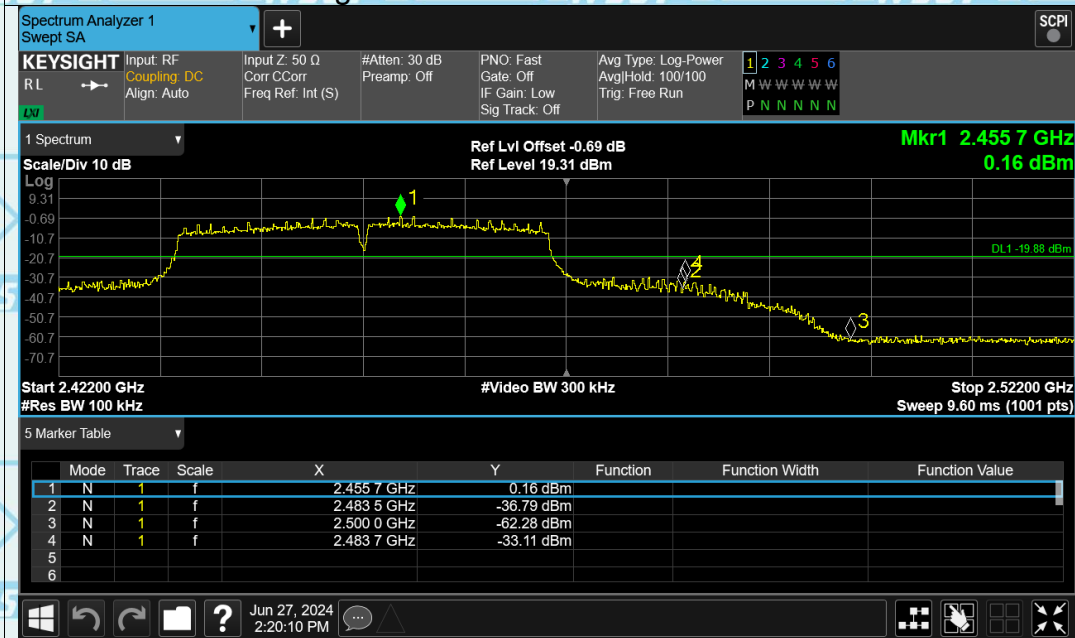 Spectrum Analyzer 1
Swept SA
+
SCPI
KEYSIGHT
R L
LXI
Input: RF
Coupling: DC
Align: Auto
Input Z: 50 Ω
Corr CCorr
Freq Ref: Int (S)
#Atten: 30 dB
Preamp: Off
PNO: Fast
Gate: Off
IF Gain: Low
Sig Track: Off
Avg Type: Log-Power
Avg|Hold: 100/100
Trig: Free Run
1 2 3 4 5 6
M W W W W W
P N N N N N
1 Spectrum
Scale/Div 10 dB
Ref Lvl Offset -0.69 dB
Ref Level 19.31 dBm
Mkr1 2.455 7 GHz
0.16 dBm
Log
9.31
-0.69
-10.7
-20.7
-30.7
-40.7
-50.7
-60.7
-70.7
1
4
2
3
DL1 -19.88 dBm
Start 2.42200 GHz
#Video BW 300 kHz
Stop 2.52200 GHz
#Res BW 100 kHz
Sweep 9.60 ms (1001 pts)
5 Marker Table
Mode Trace Scale X Y Function Function Width Function Value
1 N 1 f 2.455 7 GHz 0.16 dBm
2 N 1 f 2.483 5 GHz -36.79 dBm
3 N 1 f 2.500 0 GHz -62.28 dBm
4 N 1 f 2.483 7 GHz -33.11 dBm
5
6
?
Jun 27, 2024
2:20:10 PM